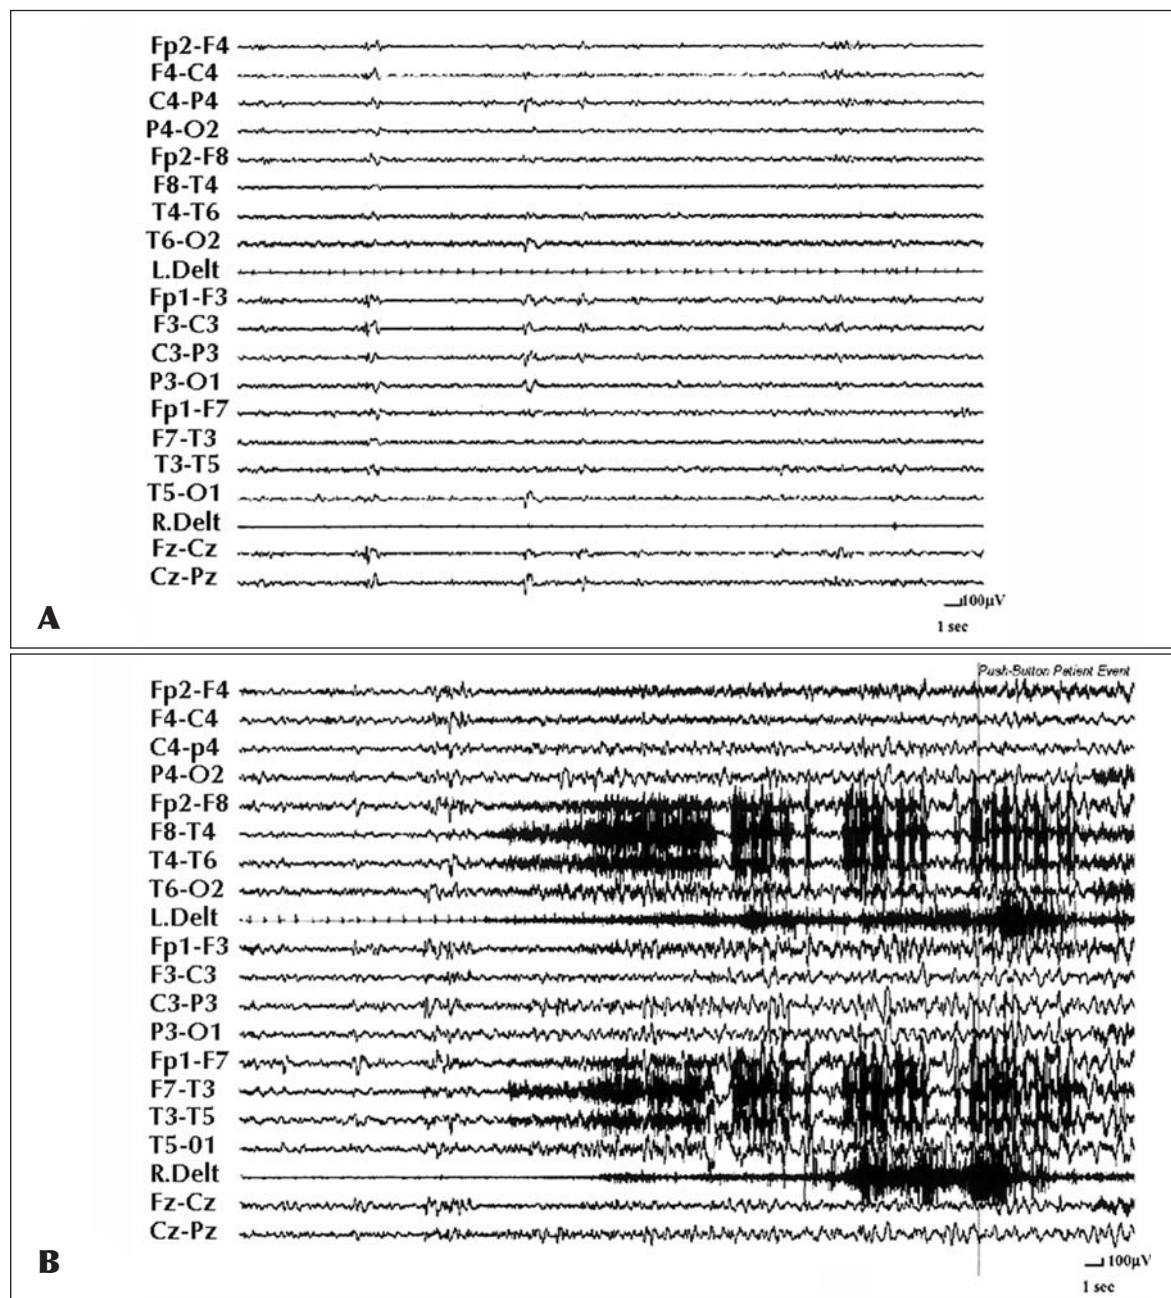 Fp2-F4
F4-C4
C4-P4
P4-O2
Fp2-F8
F8-T4
T4-T6
T6-O2
L.Delt
Fp1-F3
F3-C3
C3-P3
P3-O1
Fp1-F7
F7-T3
T3-T5
T5-O1
R.Delt
Fz-Cz
Cz-Pz
100µV
1 sec
A
Push-Button Patient Event
Fp2-F4
F4-C4
C4-p4
P4-O2
Fp2-F8
F8-T4
T4-T6
T6-O2
L.Delt
Fp1-F3
F3-C3
C3-P3
P3-O1
Fp1-F7
F7-T3
T3-T5
T5-01
R.Delt
Fz-Cz
Cz-Pz
100µV
1 sec
B